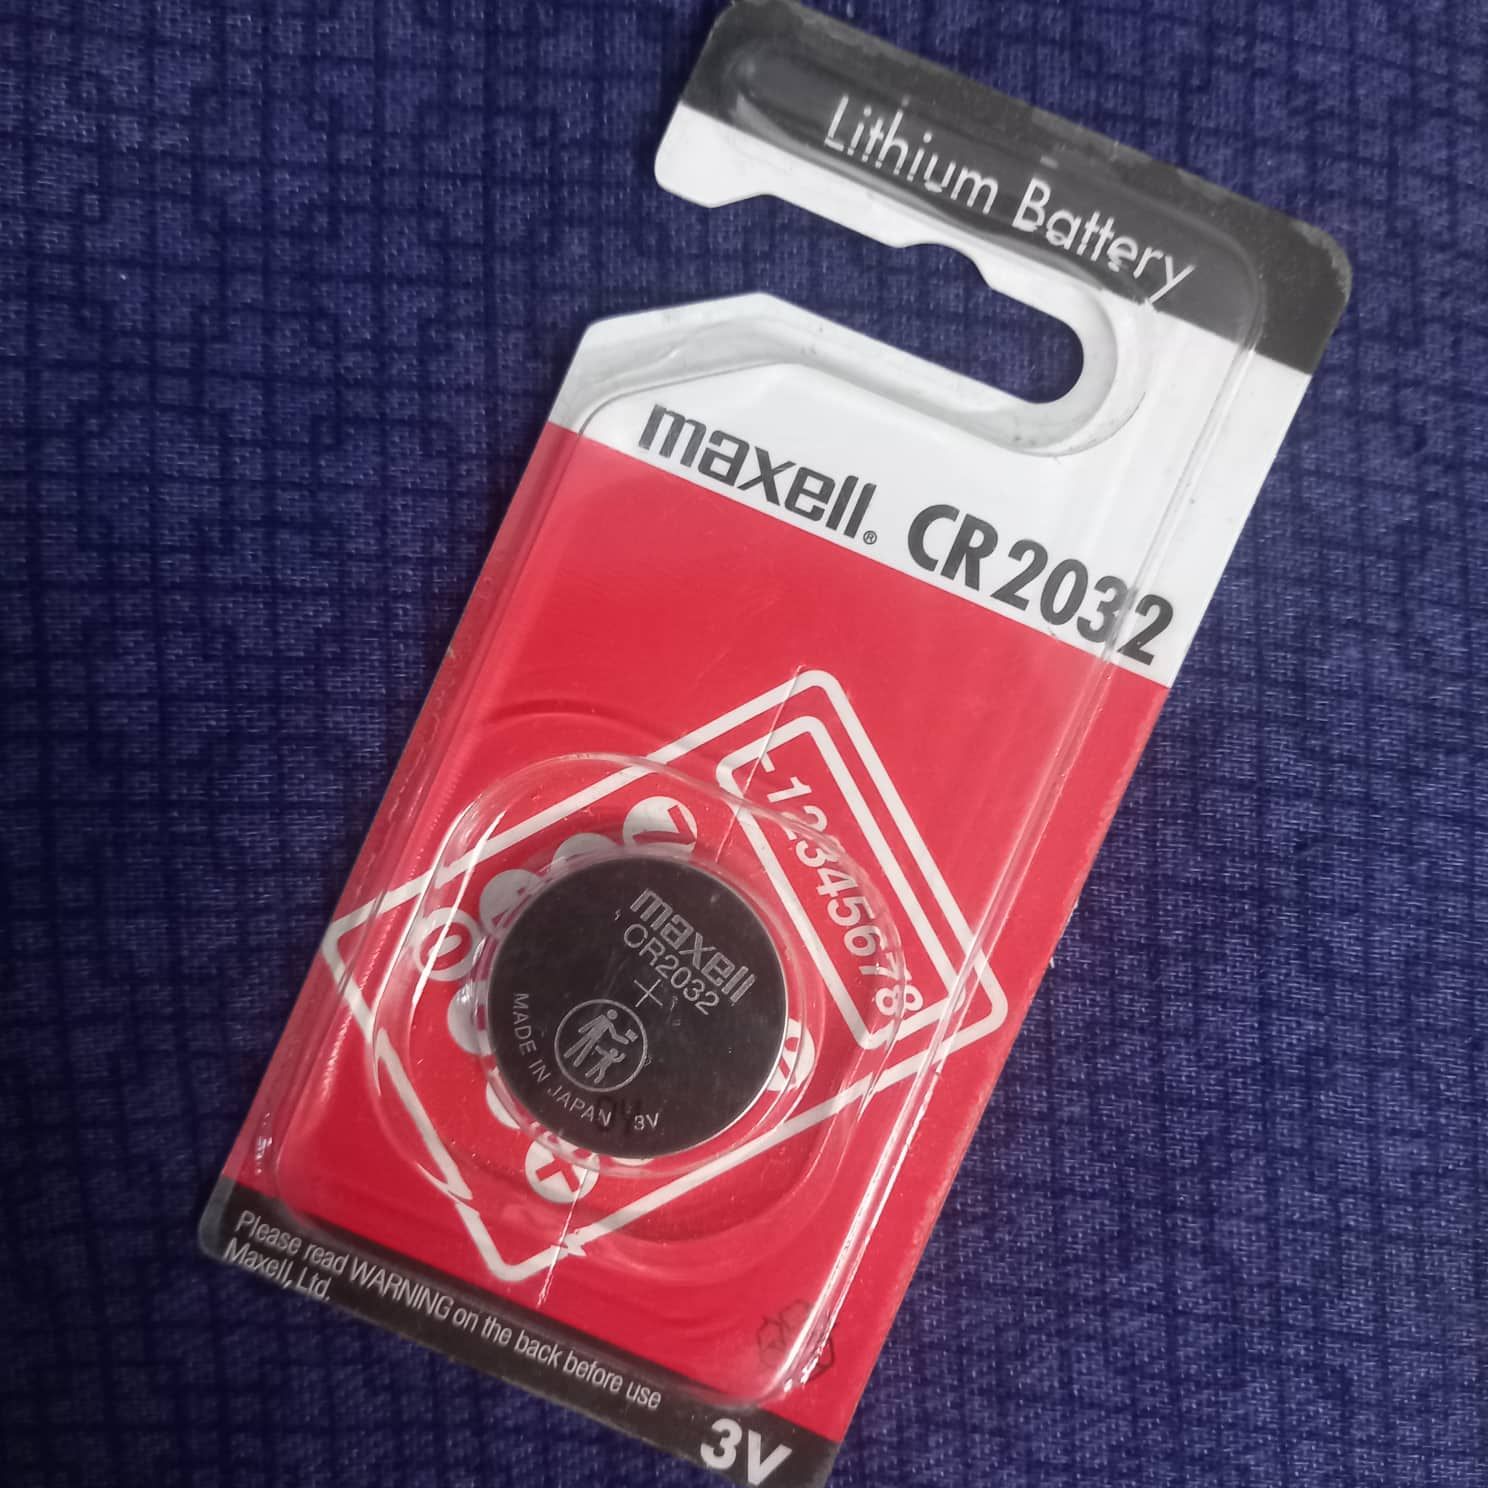 Lithium Battery
maxell® CR2032
-12345678
maxell
CR2032
+
MADE IN JAPAN 3V
Please read WARNING on the back before use
Maxell, Ltd.
3V